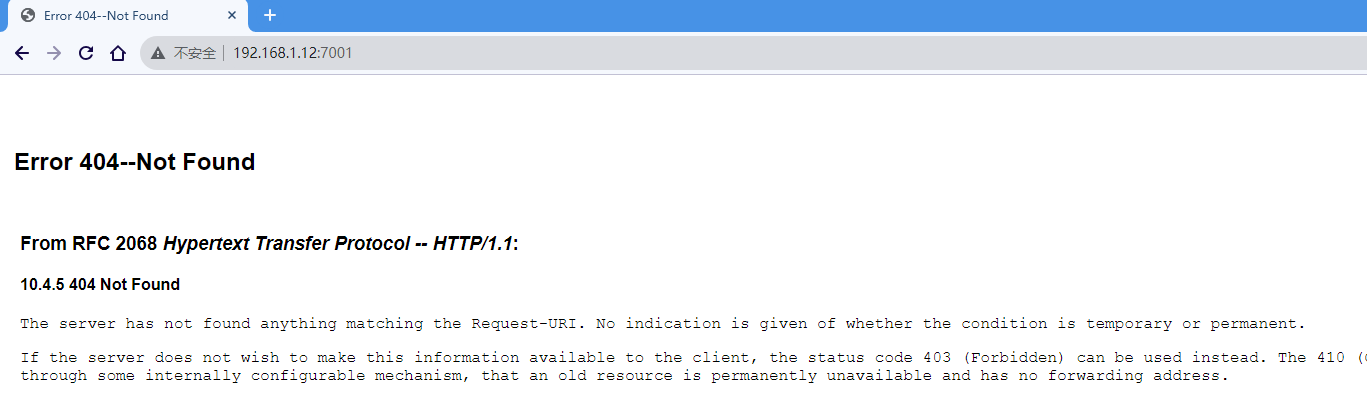 Error 404--Not Found
不安全 192.168.1.12:7001
Error 404--Not Found
From RFC 2068 Hypertext Transfer Protocol -- HTTP/1.1:
10.4.5 404 Not Found
The server has not found anything matching the Request-URI. No indication is given of whether the condition is temporary or permanent.
If the server does not wish to make this information available to the client, the status code 403 (Forbidden) can be used instead. The 410 (
through some internally configurable mechanism, that an old resource is permanently unavailable and has no forwarding address.